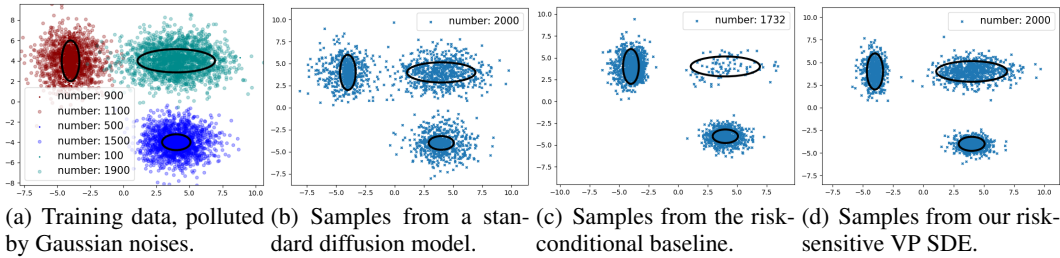 number: 900
number: 1100
number: 500
number: 1500
number: 100
number: 1900
8
6
4
2
0
−2
−4
−6
−8
−7.5 −5.0 −2.5 0.0 2.5 5.0 7.5 10.0
number: 2000
10.0
7.5
5.0
2.5
0.0
−2.5
−5.0
−7.5
−7.5 −5.0 −2.5 0.0 2.5 5.0 7.5 10.0
number: 1732
10.0
7.5
5.0
2.5
0.0
−2.5
−5.0
−7.5
−10.0 −7.5 −5.0 −2.5 0.0 2.5 5.0 7.5 10.0
number: 2000
10.0
7.5
5.0
2.5
0.0
−2.5
−5.0
−7.5
−7.5 −5.0 −2.5 0.0 2.5 5.0 7.5 10.0
(a) Training data, polluted
by Gaussian noises.
(b) Samples from a stan-
dard diffusion model.
(c) Samples from the risk-
conditional baseline.
(d) Samples from our risk-
sensitive VP SDE.